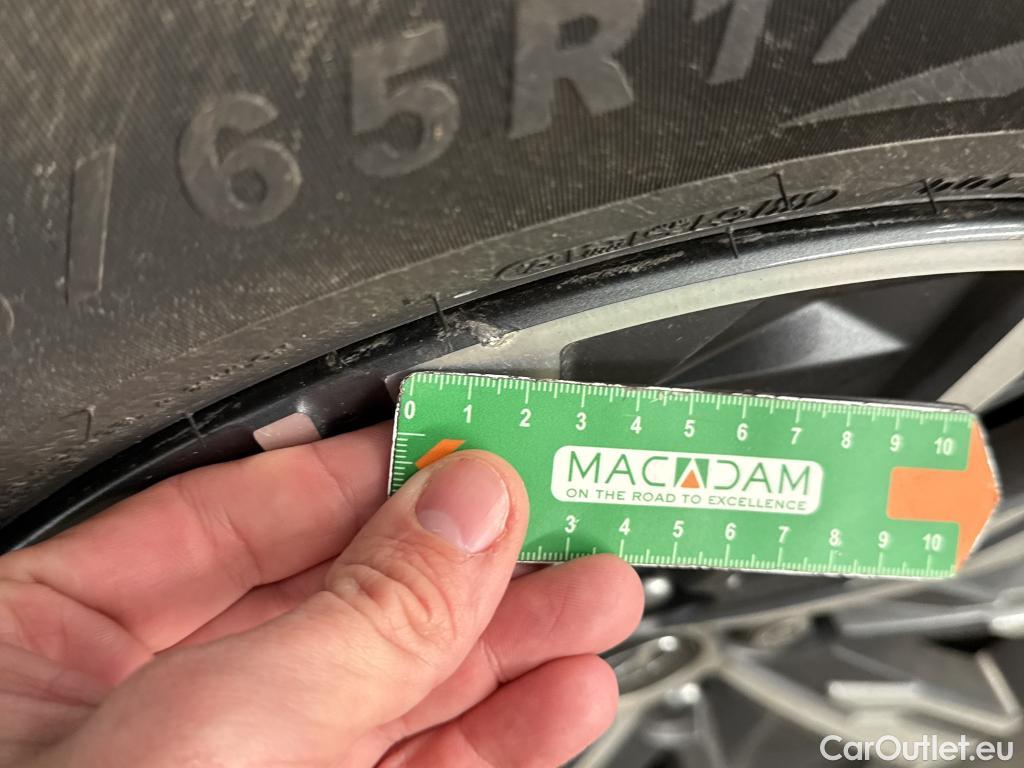 /65R17
0 1 2 3 4 5 6 7 8 9 10
MACADAM
ON THE ROAD TO EXCELLENCE
3 4 5 6 7 8 9 10
CarOutlet.eu